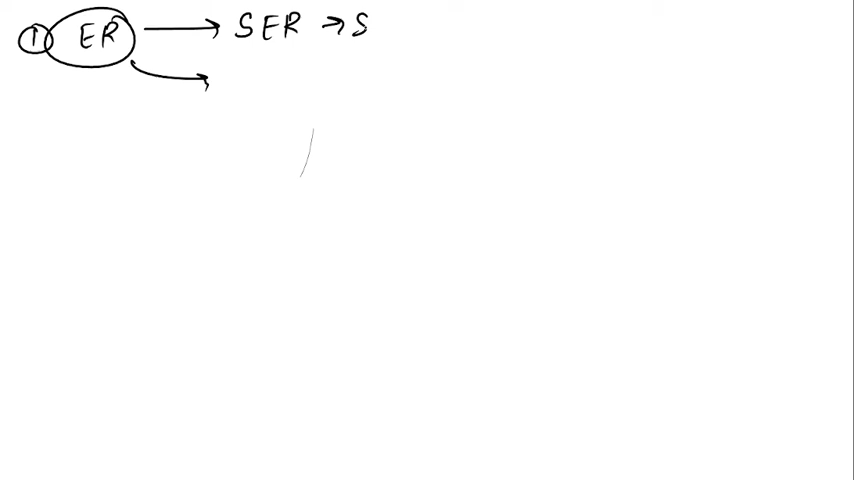 ① ER → SER → S